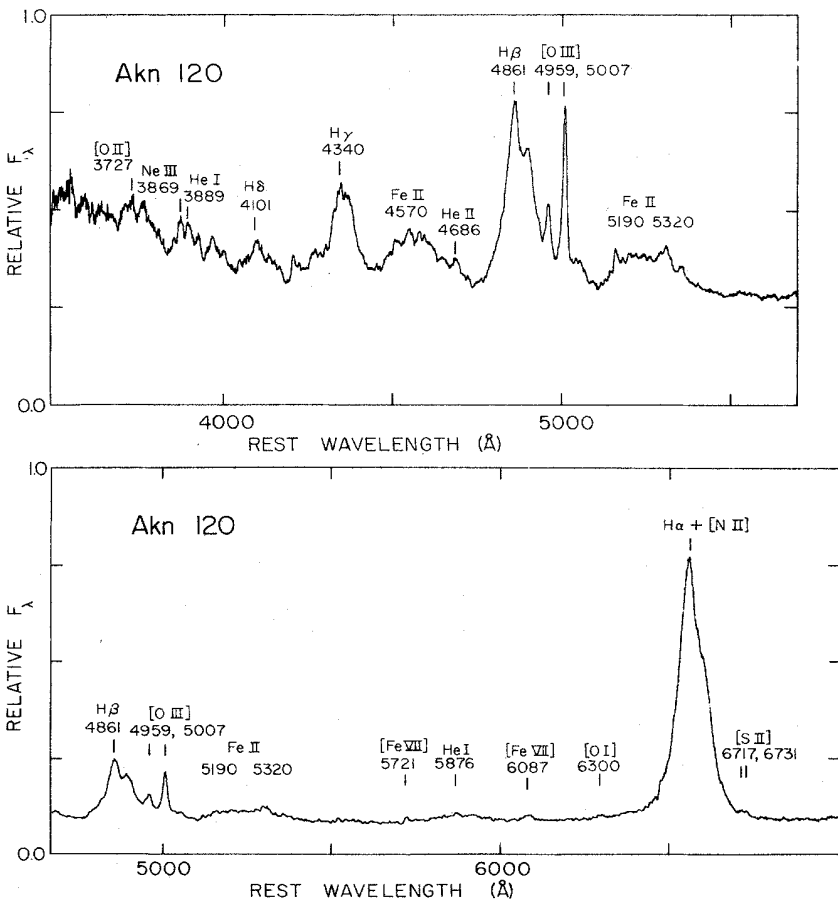 1.0
Akn 120
Hβ [O III]
4861 4959, 5007
Hγ
4340
[O II]
3727
Ne III
3869
He I
3889
Hδ
4101
Fe II
4570
He II
4686
Fe II
5190 5320
RELATIVE Fλ
0.0
4000 5000
REST WAVELENGTH (Å)
1.0
Akn 120
Hα + [N II]
Hβ
4861
[O III]
4959, 5007
Fe II
5190 5320
[Fe VII]
5721
He I
5876
[Fe VII]
6087
[O I]
6300
[S II]
6717, 6731
RELATIVE Fλ
0.0
5000 6000
REST WAVELENGTH (Å)